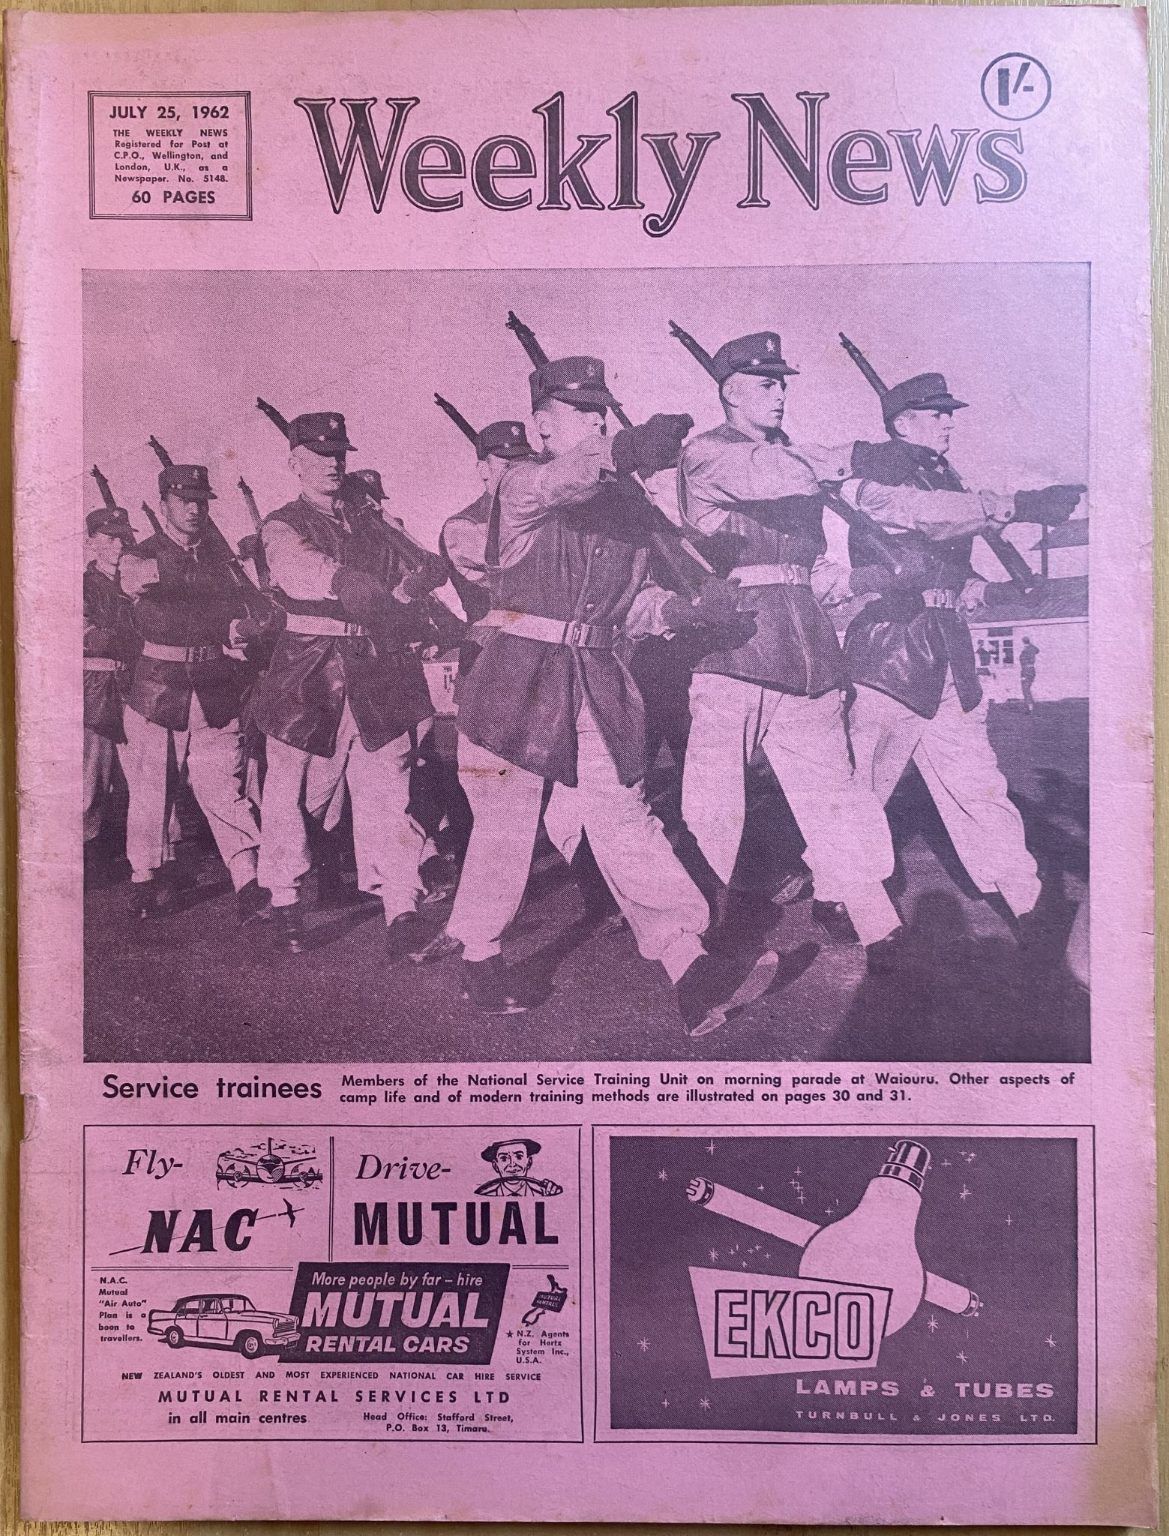 JULY 25, 1962
THE WEEKLY NEWS
Registered for Post at
C.P.O., Wellington, and
London, U.K., as a
Newspaper. No. 5148.
60 PAGES
Weekly News
1/-
Service trainees
Members of the National Service Training Unit on morning parade at Waiouru. Other aspects of
camp life and of modern training methods are illustrated on pages 30 and 31.
Fly-
NAC
Drive-
MUTUAL
N.A.C.
Mutual
"Air Auto"
Plan is a
boon to
travellers.
More people by far – hire
MUTUAL
RENTAL CARS
★ N.Z. Agents
for Hertz
System Inc.,
U.S.A.
NEW ZEALAND'S OLDEST AND MOST EXPERIENCED NATIONAL CAR HIRE SERVICE
MUTUAL RENTAL SERVICES LTD
in all main centres
Head Office: Stafford Street,
P.O. Box 13, Timaru.
EKCO
LAMPS & TUBES
TURNBULL & JONES LTD.